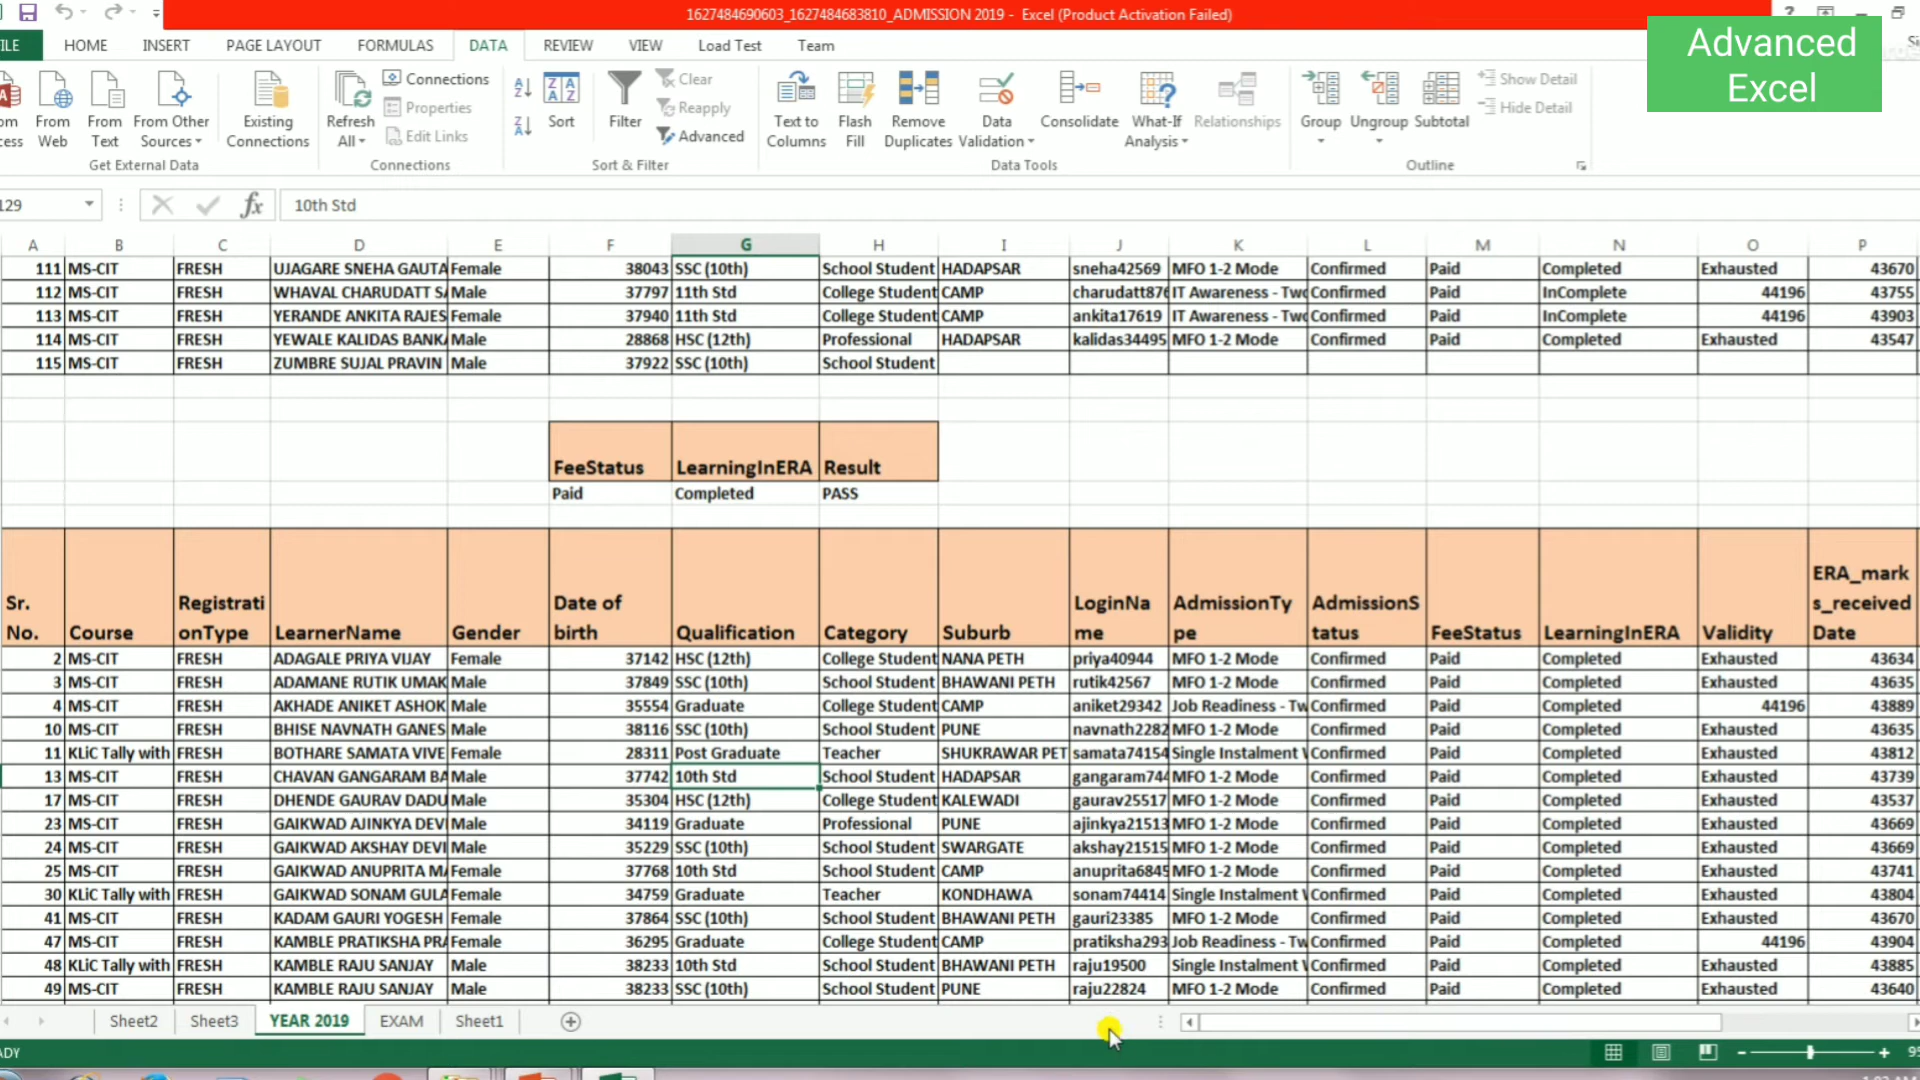 1627484690603_1627484683810_ADMISSION 2019 - Excel (Product Activation Failed)
Advanced
Excel
HOME INSERT PAGE LAYOUT FORMULAS DATA REVIEW VIEW Load Test Team
From Web
From Text
From Other Sources
Existing Connections
Get External Data
Refresh All
Connections
Properties
Edit Links
Connections
Sort
Filter
Clear
Reapply
Advanced
Sort & Filter
Text to Columns
Flash Fill
Remove Duplicates
Data Validation
Consolidate
What-If Analysis
Relationships
Data Tools
Group
Ungroup
Subtotal
Show Detail
Hide Detail
Outline
129 fx 10th Std
A B C D E F G H I J K L M N O P
111 MS-CIT FRESH UJAGARE SNEHA GAUTA Female 38043 SSC (10th) School Student HADAPSAR sneha42569 MFO 1-2 Mode Confirmed Paid Completed Exhausted 43670
112 MS-CIT FRESH WHAVAL CHARUDATT SA Male 37797 11th Std College Student CAMP charudatt876 IT Awareness - Two Confirmed Paid InComplete 44196 43755
113 MS-CIT FRESH YERANDE ANKITA RAJES Female 37940 11th Std College Student CAMP ankita17619 IT Awareness - Two Confirmed Paid InComplete 44196 43903
114 MS-CIT FRESH YEWALE KALIDAS BANKA Male 28868 HSC (12th) Professional HADAPSAR kalidas34495 MFO 1-2 Mode Confirmed Paid Completed Exhausted 43547
115 MS-CIT FRESH ZUMBRE SUJAL PRAVIN Male 37922 SSC (10th) School Student
FeeStatus LearningInERA Result
Paid Completed PASS
Sr. No. Course RegistrationType LearnerName Gender Date of birth Qualification Category Suburb LoginName AdmissionType AdmissionStatus FeeStatus LearningInERA Validity ERA_marks_received Date
2 MS-CIT FRESH ADAGALE PRIYA VIJAY Female 37142 HSC (12th) College Student NANA PETH priya40944 MFO 1-2 Mode Confirmed Paid Completed Exhausted 43634
3 MS-CIT FRESH ADAMANE RUTIK UMAK Male 37849 SSC (10th) School Student BHAWANI PETH rutik42567 MFO 1-2 Mode Confirmed Paid Completed Exhausted 43635
4 MS-CIT FRESH AKHADE ANIKET ASHOK Male 35554 Graduate College Student CAMP aniket29342 Job Readiness - Tw Confirmed Paid Completed 44196 43889
10 MS-CIT FRESH BHISE NAVNATH GANES Male 38116 SSC (10th) School Student PUNE navnath2282 MFO 1-2 Mode Confirmed Paid Completed Exhausted 43635
11 KLiC Tally with FRESH BOTHARE SAMATA VIVE Female 28311 Post Graduate Teacher SHUKRAWAR PET samata74154 Single Instalment Confirmed Paid Completed Exhausted 43812
13 MS-CIT FRESH CHAVAN GANGARAM BA Male 37742 10th Std School Student HADAPSAR gangaram744 MFO 1-2 Mode Confirmed Paid Completed Exhausted 43739
17 MS-CIT FRESH DHENDE GAURAV DADU Male 35304 HSC (12th) College Student KALEWADI gaurav25517 MFO 1-2 Mode Confirmed Paid Completed Exhausted 43537
23 MS-CIT FRESH GAIKWAD AJINKYA DEVI Male 34119 Graduate Professional PUNE ajinkya21513 MFO 1-2 Mode Confirmed Paid Completed Exhausted 43669
24 MS-CIT FRESH GAIKWAD AKSHAY DEVI Male 35229 SSC (10th) School Student SWARGATE akshay21515 MFO 1-2 Mode Confirmed Paid Completed Exhausted 43669
25 MS-CIT FRESH GAIKWAD ANUPRITA MA Female 37768 10th Std School Student CAMP anuprita6845 MFO 1-2 Mode Confirmed Paid Completed Exhausted 43741
30 KLiC Tally with FRESH GAIKWAD SONAM GULA Female 34759 Graduate Teacher KONDHAWA sonam74414 Single Instalment Confirmed Paid Completed Exhausted 43804
41 MS-CIT FRESH KADAM GAURI YOGESH Female 37864 SSC (10th) School Student BHAWANI PETH gauri23385 MFO 1-2 Mode Confirmed Paid Completed Exhausted 43670
47 MS-CIT FRESH KAMBLE PRATIKSHA PRA Female 36295 Graduate College Student CAMP pratiksha293 Job Readiness - Tw Confirmed Paid Completed 44196 43904
48 KLiC Tally with FRESH KAMBLE RAJU SANJAY Male 38233 10th Std School Student BHAWANI PETH raju19500 Single Instalment Confirmed Paid Completed Exhausted 43885
49 MS-CIT FRESH KAMBLE RAJU SANJAY Male 38233 SSC (10th) School Student PUNE raju22824 MFO 1-2 Mode Confirmed Paid Completed Exhausted 43640
Sheet2 Sheet3 YEAR 2019 EXAM Sheet1